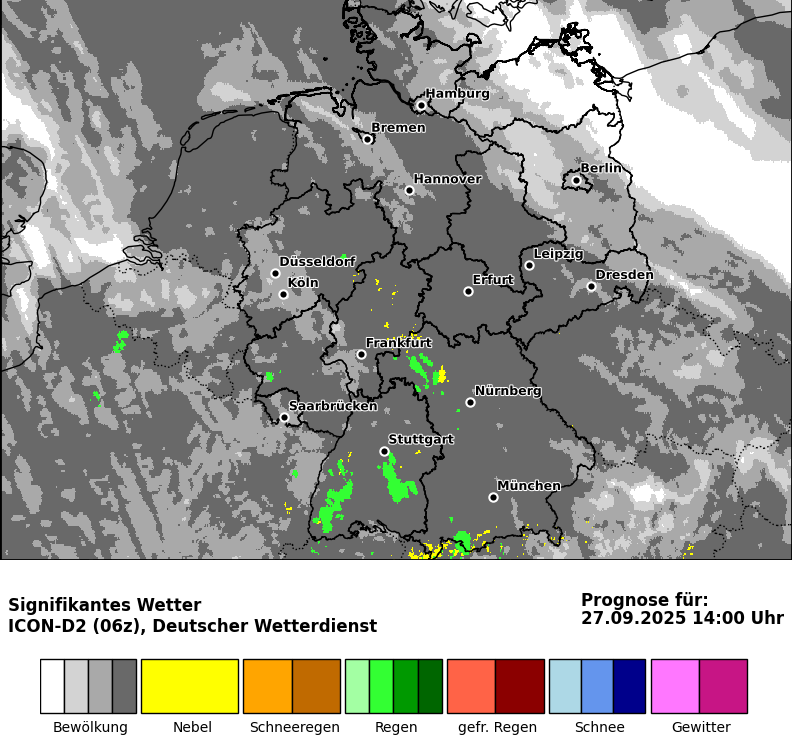 Hamburg
Bremen
Berlin
Hannover
Düsseldorf
Leipzig
Köln
Erfurt
Dresden
Frankfurt
Nürnberg
Saarbrücken
Stuttgart
München
Signifikantes Wetter
ICON-D2 (06z), Deutscher Wetterdienst
Prognose für:
27.09.2025 14:00 Uhr
Bewölkung Nebel Schneeregen Regen gefr. Regen Schnee Gewitter